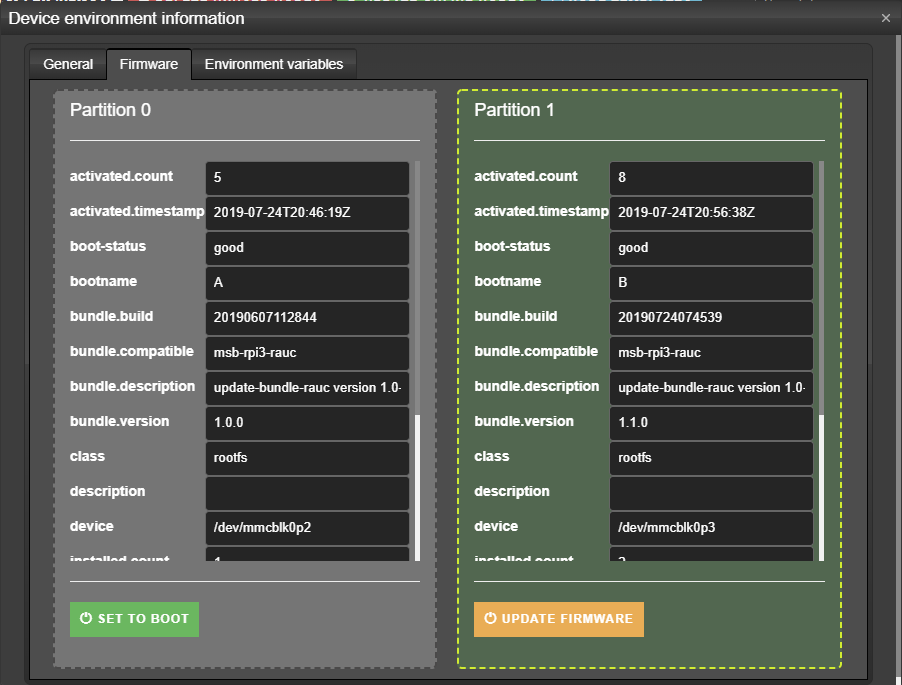 Device environment information
×
General
Firmware
Environment variables
Partition 0
activated.count 5
activated.timestamp 2019-07-24T20:46:19Z
boot-status good
bootname A
bundle.build 20190607112844
bundle.compatible msb-rpi3-rauc
bundle.description update-bundle-rauc version 1.0-
bundle.version 1.0.0
class rootfs
description
device /dev/mmcblk0p2
installed.count 1
SET TO BOOT
Partition 1
activated.count 8
activated.timestamp 2019-07-24T20:56:38Z
boot-status good
bootname B
bundle.build 20190724074539
bundle.compatible msb-rpi3-rauc
bundle.description update-bundle-rauc version 1.0-
bundle.version 1.1.0
class rootfs
description
device /dev/mmcblk0p3
installed.count
UPDATE FIRMWARE